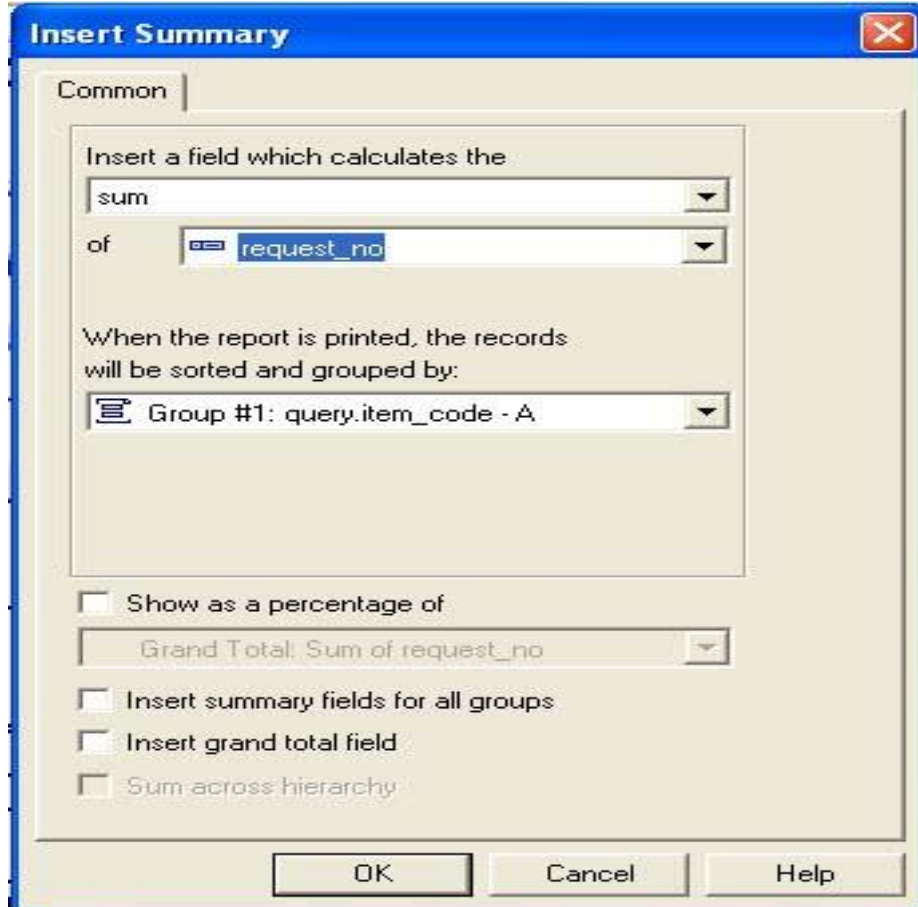 Insert Summary
Common
Insert a field which calculates the
sum
of request_no
When the report is printed, the records
will be sorted and grouped by:
Group #1: query.item_code - A
Show as a percentage of
Grand Total: Sum of request_no
Insert summary fields for all groups
Insert grand total field
Sum across hierarchy
OK Cancel Help